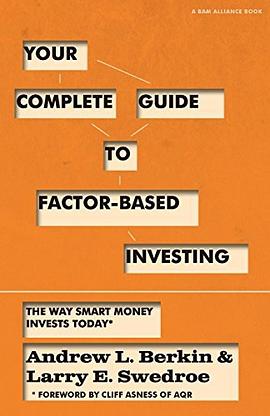 A BAM ALLIANCE BOOK
YOUR
COMPLETE GUIDE
TO
FACTOR-BASED
INVESTING
THE WAY SMART MONEY
INVESTS TODAY*
Andrew L. Berkin &
Larry E. Swedroe
* FOREWORD BY CLIFF ASNESS OF AQR